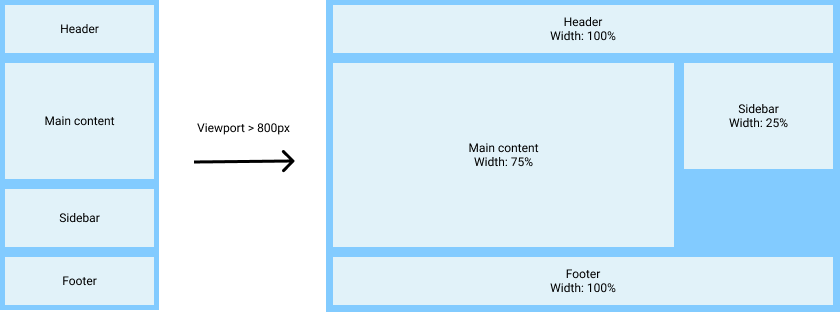 Header
Main content
Sidebar
Footer
Viewport > 800px
Header
Width: 100%
Main content
Width: 75%
Sidebar
Width: 25%
Footer
Width: 100%